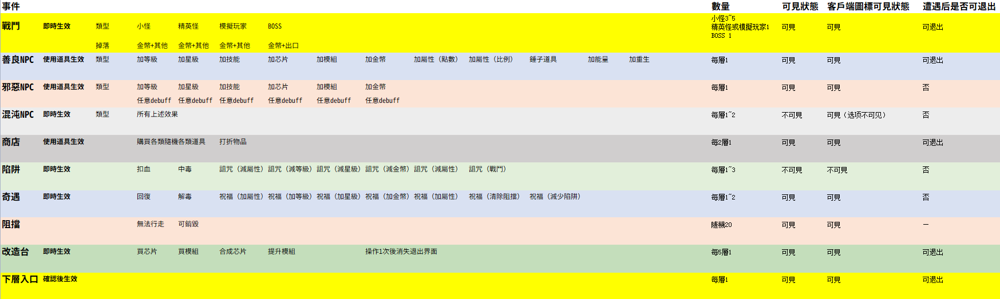 事件 數量 可見狀態 客戶端圖標可見狀態 遭遇后是否可退出
小怪3~5
戰鬥 即時生效 類型 小怪 精英怪 模擬玩家 BOSS 精英怪或模擬玩家1 可見 可見 可退出
BOSS 1
掉落 金幣+其他 金幣+其他 金幣+其他 金幣+出口
善良NPC 使用道具生效 類型 加等級 加星級 加技能 加芯片 加模組 加金幣 加屬性（點數） 加屬性（比例） 錘子道具 加能量 加重生 每層1 可見 可見 可退出
邪惡NPC 使用道具生效 類型 加等級 加星級 加技能 加芯片 加模組 加金幣 每層1 可見 可見 否
任意debuff 任意debuff 任意debuff 任意debuff 任意debuff 任意debuff
混沌NPC 即時生效 類型 所有上述效果 每層1~2 不可見 可見（选项不可见） 否
商店 使用道具生效 購買各類隨機各類道具 打折物品 每2層1 可見 可見 可退出
陷阱 即時生效 扣血 中毒 詛咒（減屬性） 詛咒（減等級） 詛咒（減星級） 詛咒（減金幣） 詛咒（減屬性） 詛咒（戰鬥） 每層1~3 不可見 不可見 否
奇遇 即時生效 回復 解毒 祝福（加屬性） 祝福（加等級） 祝福（加星級） 祝福（加金幣） 祝福（加屬性） 祝福（清除阻擋） 祝福（減少陷阱） 每層1~2 可見 可見 否
阻擋 無法行走 可銷毀 隨機20 可見 可見 —
改造台 即時生效 買芯片 買模組 合成芯片 提升模組 操作1次後消失退出界面 每5層1 可見 可見 可退出
下層入口 確認後生效 每層1 可見 可見 可退出